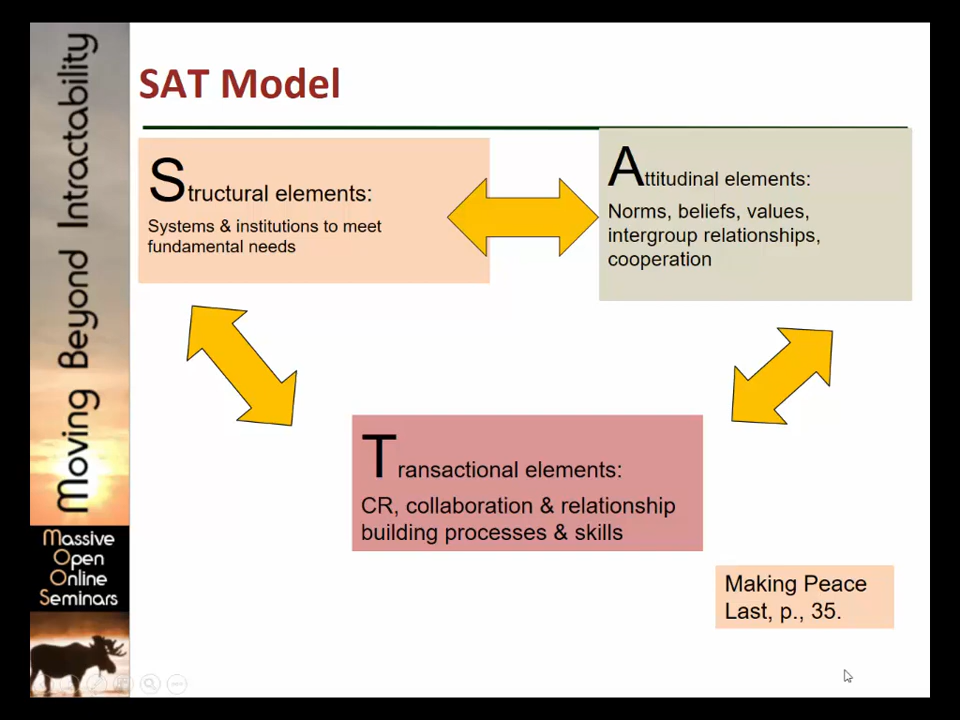 Moving Beyond Intractability
Massive
Open
Online
Seminars
SAT Model
Structural elements:
Systems & institutions to meet
fundamental needs
Attitudinal elements:
Norms, beliefs, values,
intergroup relationships,
cooperation
Transactional elements:
CR, collaboration & relationship
building processes & skills
Making Peace
Last, p., 35.